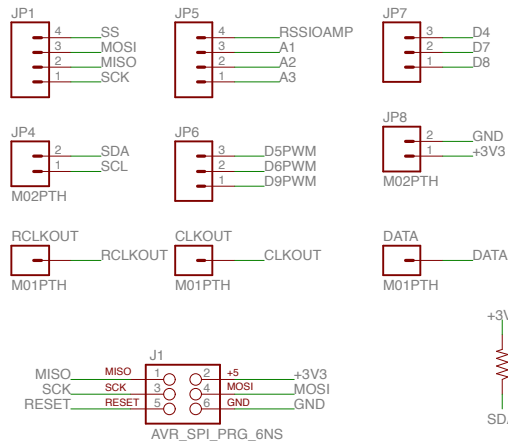 JP1
4 SS
3 MOSI
2 MISO
1 SCK
JP5
4 RSSIOAMP
3 A1
2 A2
1 A3
JP7
3 D4
2 D7
1 D8
JP4
2 SDA
1 SCL
M02PTH
JP6
3 D5PWM
2 D6PWM
1 D9PWM
JP8
2 GND
1 +3V3
M02PTH
RCLKOUT
RCLKOUT
M01PTH
CLKOUT
CLKOUT
M01PTH
DATA
DATA
M01PTH
J1
MISO MISO 1 2 +5 +3V3
SCK SCK 3 4 MOSI MOSI
RESET RESET 5 6 GND GND
AVR_SPI_PRG_6NS